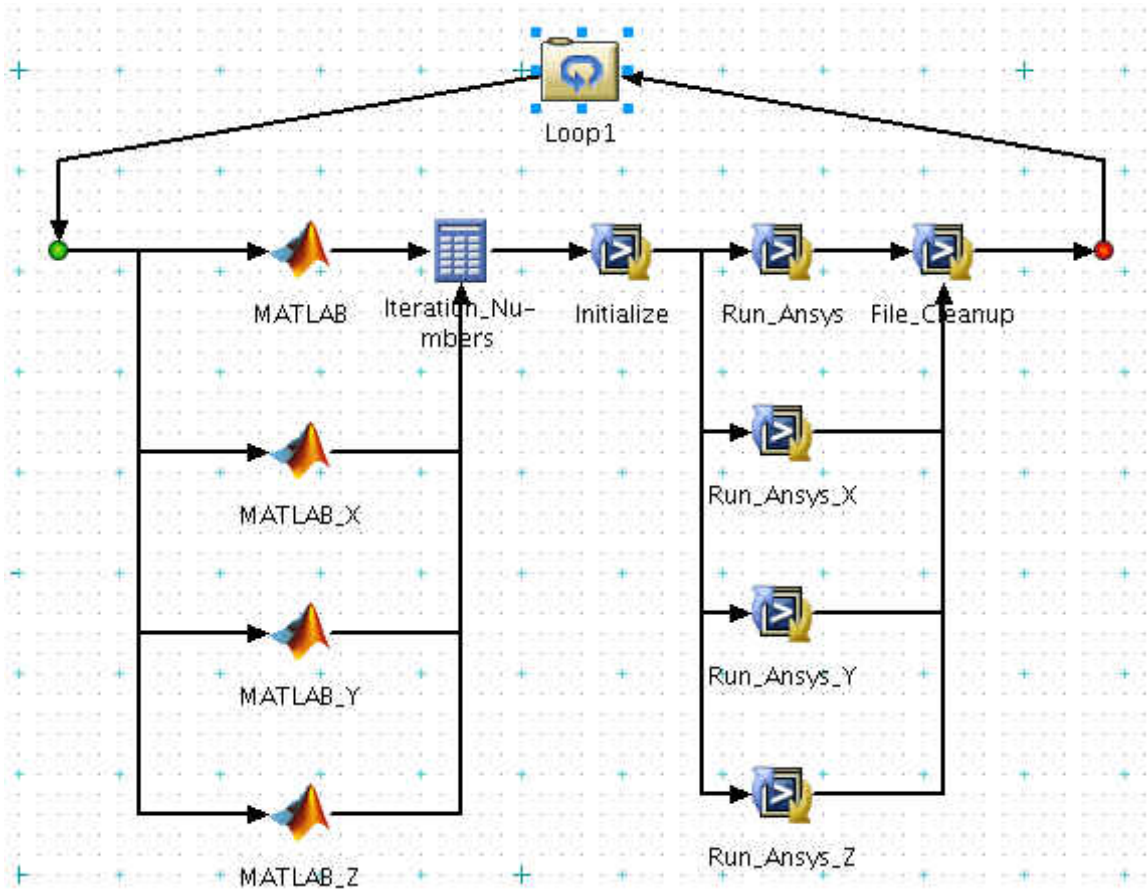 Loop1
MATLAB
Iteration_Nu-
mbers
Initialize
Run_Ansys
File_Cleanup
MATLAB_X
Run_Ansys_X
MATLAB_Y
Run_Ansys_Y
MATLAB_Z
Run_Ansys_Z